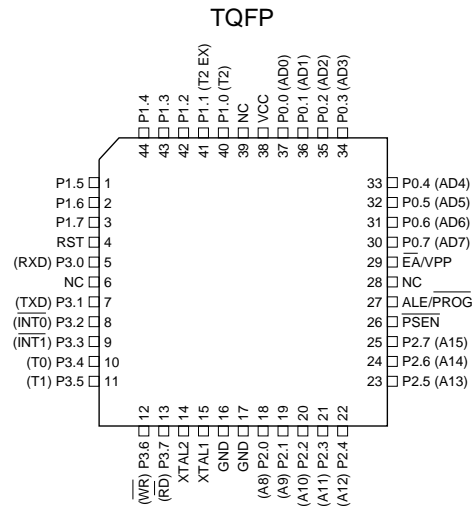 TQFP
P1.4
P1.3
P1.2
P1.1 (T2 EX)
P1.0 (T2)
NC
VCC
P0.0 (AD0)
P0.1 (AD1)
P0.2 (AD2)
P0.3 (AD3)
44
43
42
41
40
39
38
37
36
35
34
P1.5 1
P1.6 2
P1.7 3
RST 4
(RXD) P3.0 5
NC 6
(TXD) P3.1 7
(INT0) P3.2 8
(INT1) P3.3 9
(T0) P3.4 10
(T1) P3.5 11
33 P0.4 (AD4)
32 P0.5 (AD5)
31 P0.6 (AD6)
30 P0.7 (AD7)
29 EA/VPP
28 NC
27 ALE/PROG
26 PSEN
25 P2.7 (A15)
24 P2.6 (A14)
23 P2.5 (A13)
12
13
14
15
16
17
18
19
20
21
22
(WR) P3.6
(RD) P3.7
XTAL2
XTAL1
GND
GND
(A8) P2.0
(A9) P2.1
(A10) P2.2
(A11) P2.3
(A12) P2.4